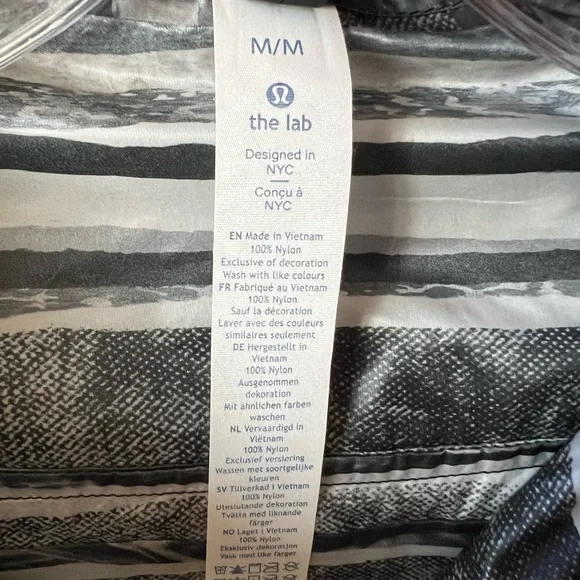 M/M
the lab
Designed in
NYC
Conçu à
NYC
EN Made in Vietnam
100% Nylon
Exclusive of decoration
Wash with like colours
FR Fabriqué au Vietnam
100% Nylon
Sauf la décoration
Laver avec des couleurs
similaires seulement
DE Hergestellt in
Vietnam
100% Nylon
Ausgenommen
dekoration
Mit ähnlichen farben
waschen
NL Vervaardigd in
Viëtnam
100% Nylon
Exclusief versiering
Wassen met soortgelijke
kleuren
SV Tillverkad I Vietnam
100% Nylon
Uteslutande dekoration
Tvätta med liknande
färger
NO Laget i Vietnam
100% Nylon
Eksklusiv dekorasjon
Vask med like farger